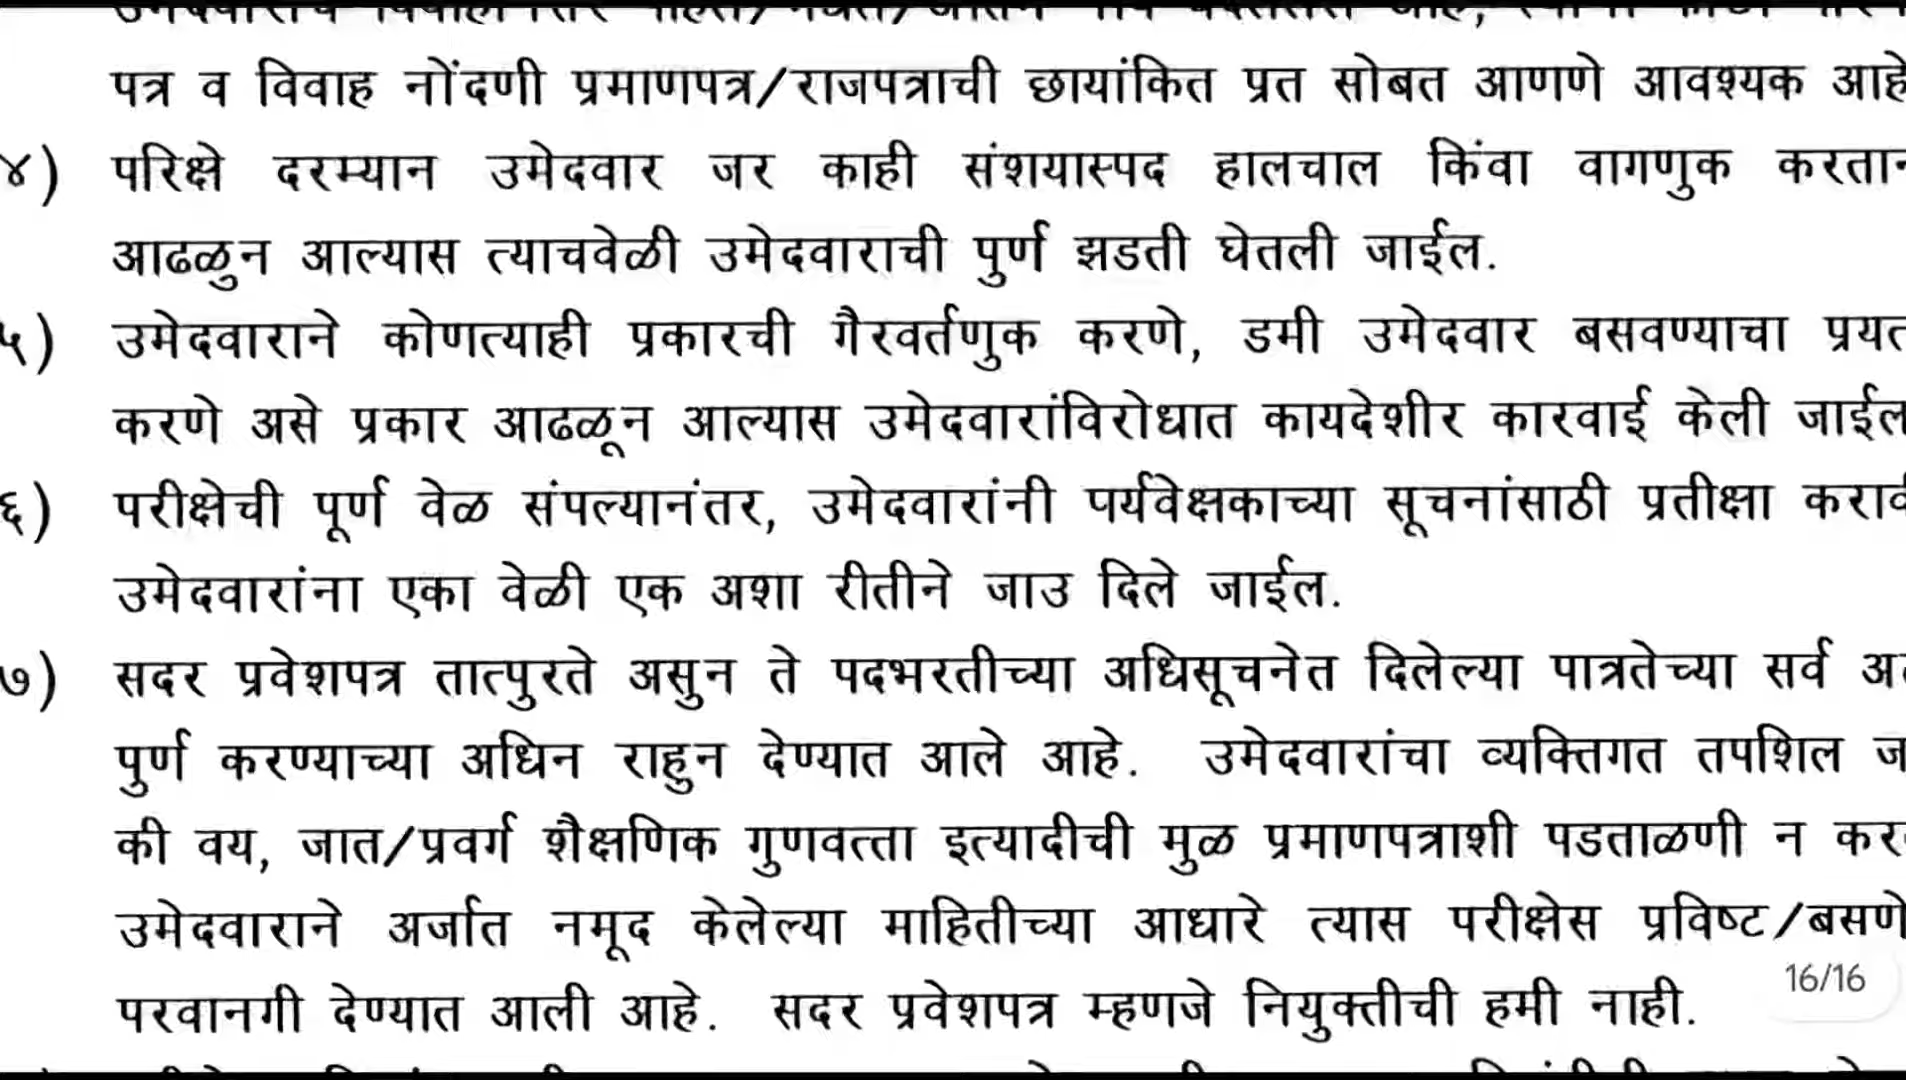 पत्र व विवाह नोंदणी प्रमाणपत्र/राजपत्राची छायांकित प्रत सोबत आणणे आवश्यक आहे
४) परिक्षे दरम्यान उमेदवार जर काही संशयास्पद हालचाल किंवा वागणुक
आढळुन आल्यास त्याचवेळी उमेदवाराची पुर्ण झडती घेतली जाईल.
५) उमेदवाराने कोणत्याही प्रकारची गैरवर्तणुक करणे, डमी उमेदवार बसवण्याचा
करणे असे प्रकार आढळून आल्यास उमेदवारांविरोधात कायदेशीर कारवाई केली जाईल
६) परीक्षेची पूर्ण वेळ संपल्यानंतर, उमेदवारांनी पर्यवेक्षकाच्या सूचनांसाठी प्रतीक्षा
उमेदवारांना एका वेळी एक अशा रीतीने जाउ दिले जाईल.
७) सदर प्रवेशपत्र तात्पुरते असुन ते पदभरतीच्या अधिसूचनेत दिलेल्या पात्रतेच्या सर्व
पुर्ण करण्याच्या अधिन राहुन देण्यात आले आहे. उमेदवारांचा व्यक्तिगत तपशिल
की वय, जात/प्रवर्ग शैक्षणिक गुणवत्ता इत्यादीची मुळ प्रमाणपत्राशी पडताळणी न
उमेदवाराने अर्जात नमूद केलेल्या माहितीच्या आधारे त्यास परीक्षेस प्रविष्ट/बसणे
परवानगी देण्यात आली आहे. सदर प्रवेशपत्र म्हणजे नियुक्तीची हमी नाही.
16/16